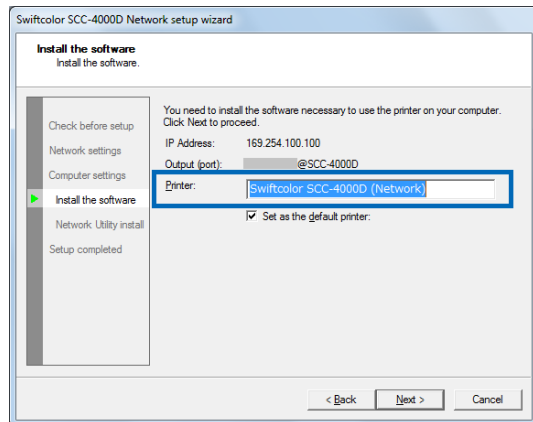 Swiftcolor SCC-4000D Network setup wizard
Install the software
Install the software.
Check before setup
Network settings
Computer settings
Install the software
Network Utility install
Setup completed
You need to install the software necessary to use the printer on your computer.
Click Next to proceed.
IP Address: 169.254.100.100
Output (port): @SCC-4000D
Printer: Swiftcolor SCC-4000D (Network)
Set as the default printer:
< Back Next > Cancel